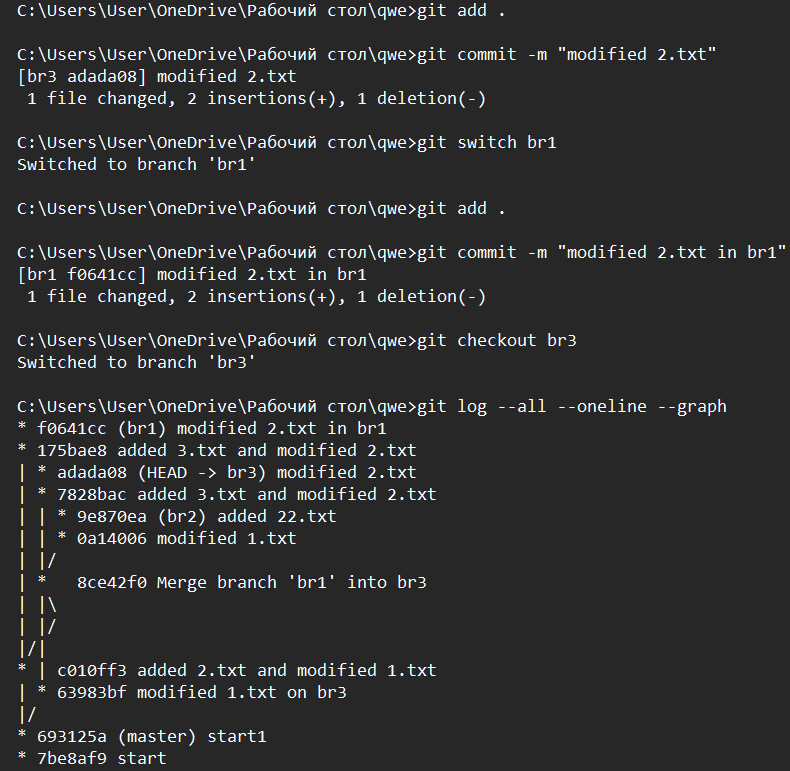 C:\Users\User\OneDrive\Рабочий стол\qwe>git add .

C:\Users\User\OneDrive\Рабочий стол\qwe>git commit -m "modified 2.txt"
[br3 adada08] modified 2.txt
 1 file changed, 2 insertions(+), 1 deletion(-)

C:\Users\User\OneDrive\Рабочий стол\qwe>git switch br1
Switched to branch 'br1'

C:\Users\User\OneDrive\Рабочий стол\qwe>git add .

C:\Users\User\OneDrive\Рабочий стол\qwe>git commit -m "modified 2.txt in br1"
[br1 f0641cc] modified 2.txt in br1
 1 file changed, 2 insertions(+), 1 deletion(-)

C:\Users\User\OneDrive\Рабочий стол\qwe>git checkout br3
Switched to branch 'br3'

C:\Users\User\OneDrive\Рабочий стол\qwe>git log --all --oneline --graph
* f0641cc (br1) modified 2.txt in br1
* 175bae8 added 3.txt and modified 2.txt
| * adada08 (HEAD -> br3) modified 2.txt
| * 7828bac added 3.txt and modified 2.txt
| | * 9e870ea (br2) added 22.txt
| | * 0a14006 modified 1.txt
| |/
| *   8ce42f0 Merge branch 'br1' into br3
| |\
| |/
|/|
* | c010ff3 added 2.txt and modified 1.txt
| * 63983bf modified 1.txt on br3
|/
* 693125a (master) start1
* 7be8af9 start